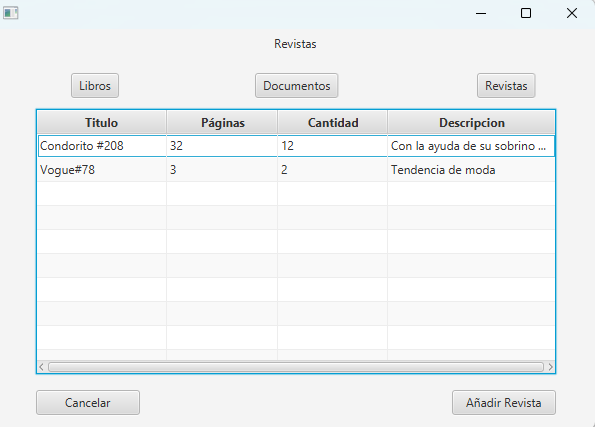 Revistas
Libros Documentos Revistas
Titulo Páginas Cantidad Descripcion
Condorito #208 32 12 Con la ayuda de su sobrino ...
Vogue#78 3 2 Tendencia de moda
Cancelar Añadir Revista